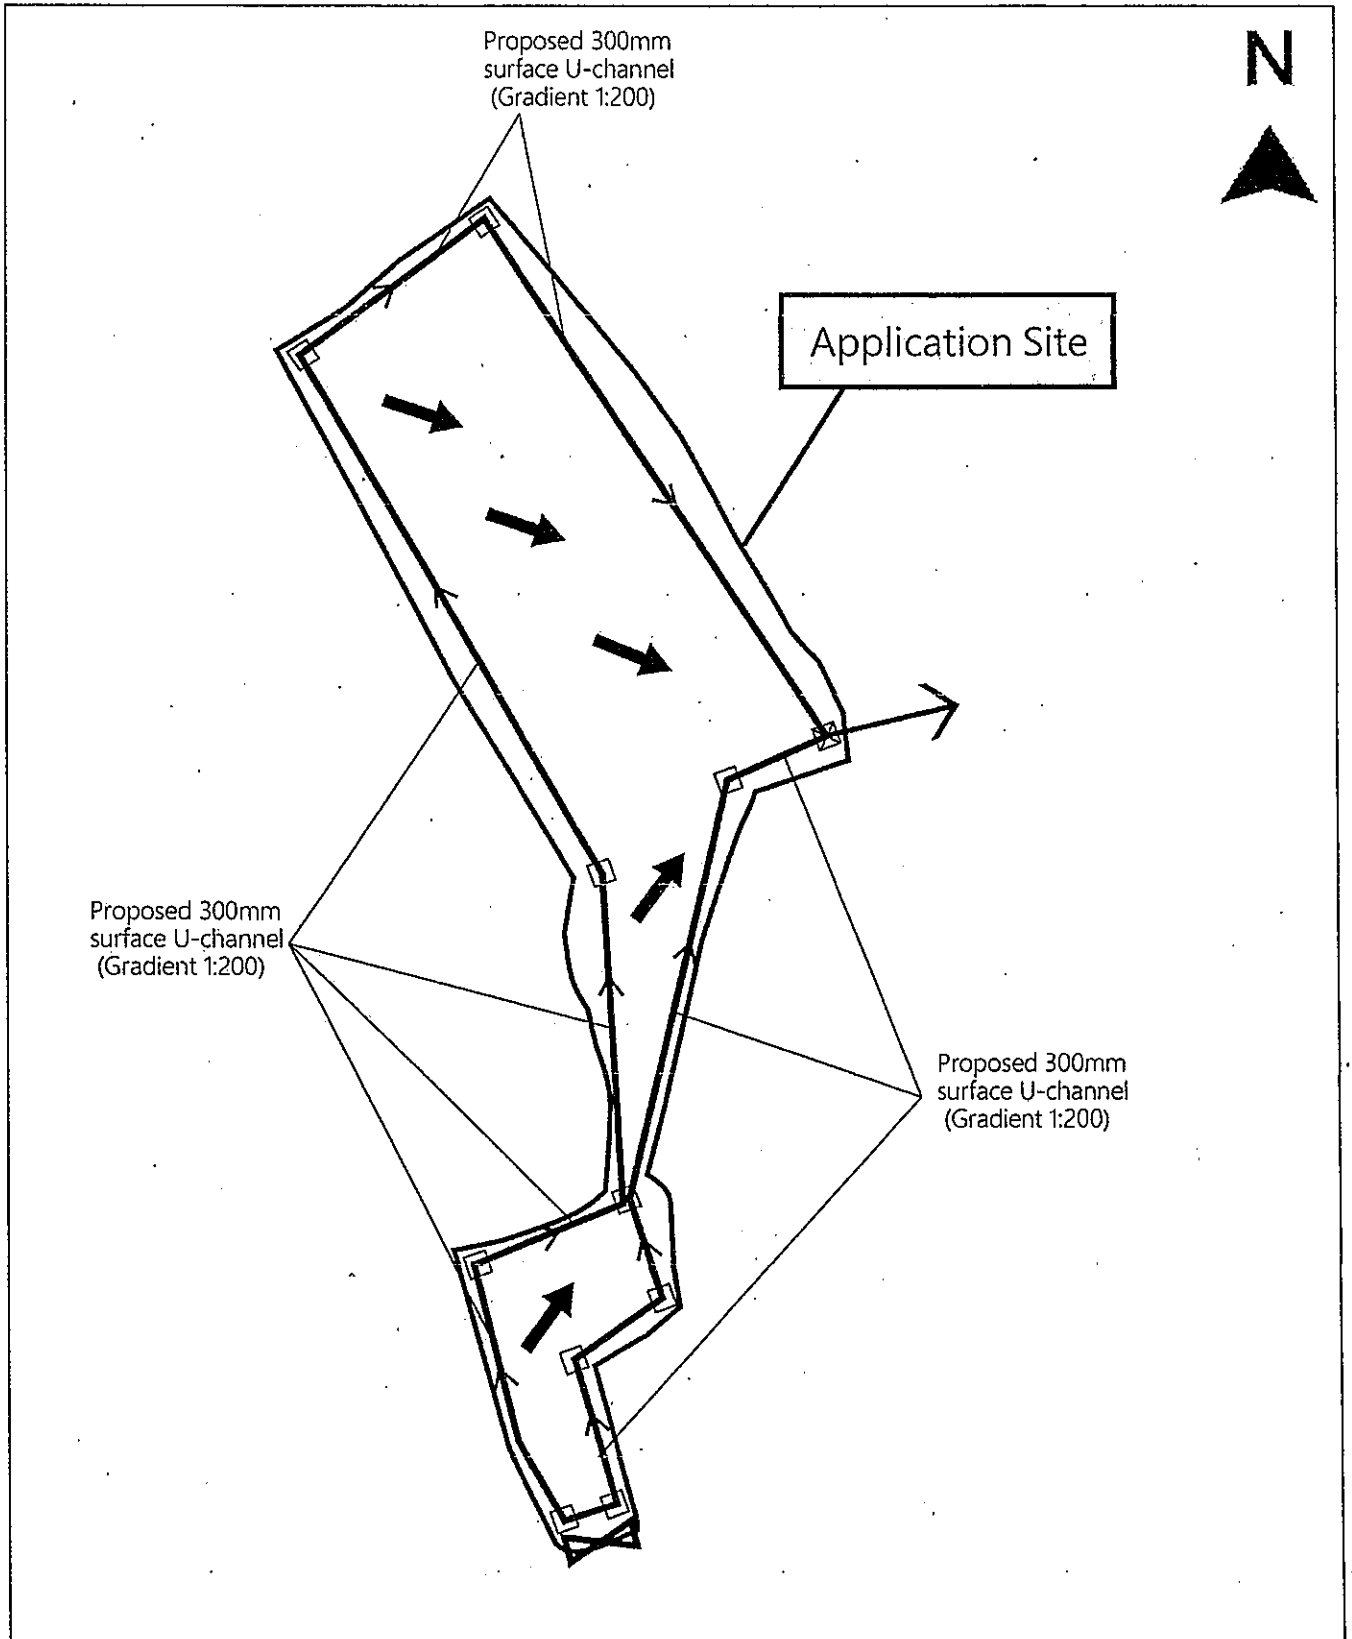 Proposed 300mm
surface U-channel
(Gradient 1:200)
N
Application Site
Proposed 300mm
surface U-channel
(Gradient 1:200)
Proposed 300mm
surface U-channel
(Gradient 1:200)